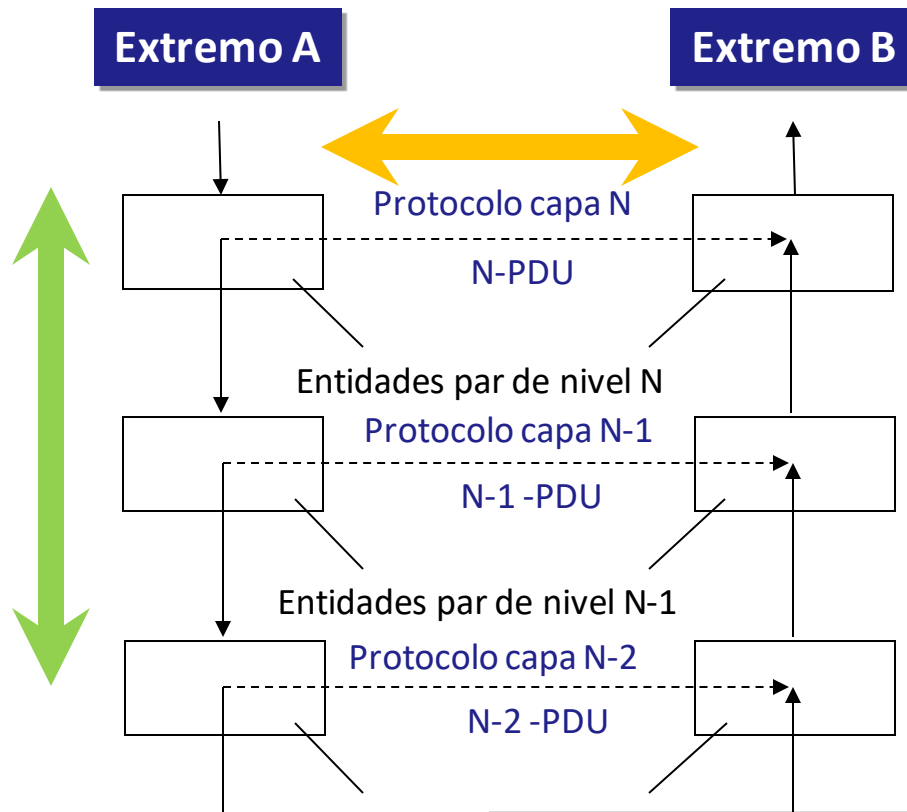 Extremo A
Extremo B
Protocolo capa N
N-PDU
Entidades par de nivel N
Protocolo capa N-1
N-1 -PDU
Entidades par de nivel N-1
Protocolo capa N-2
N-2 -PDU